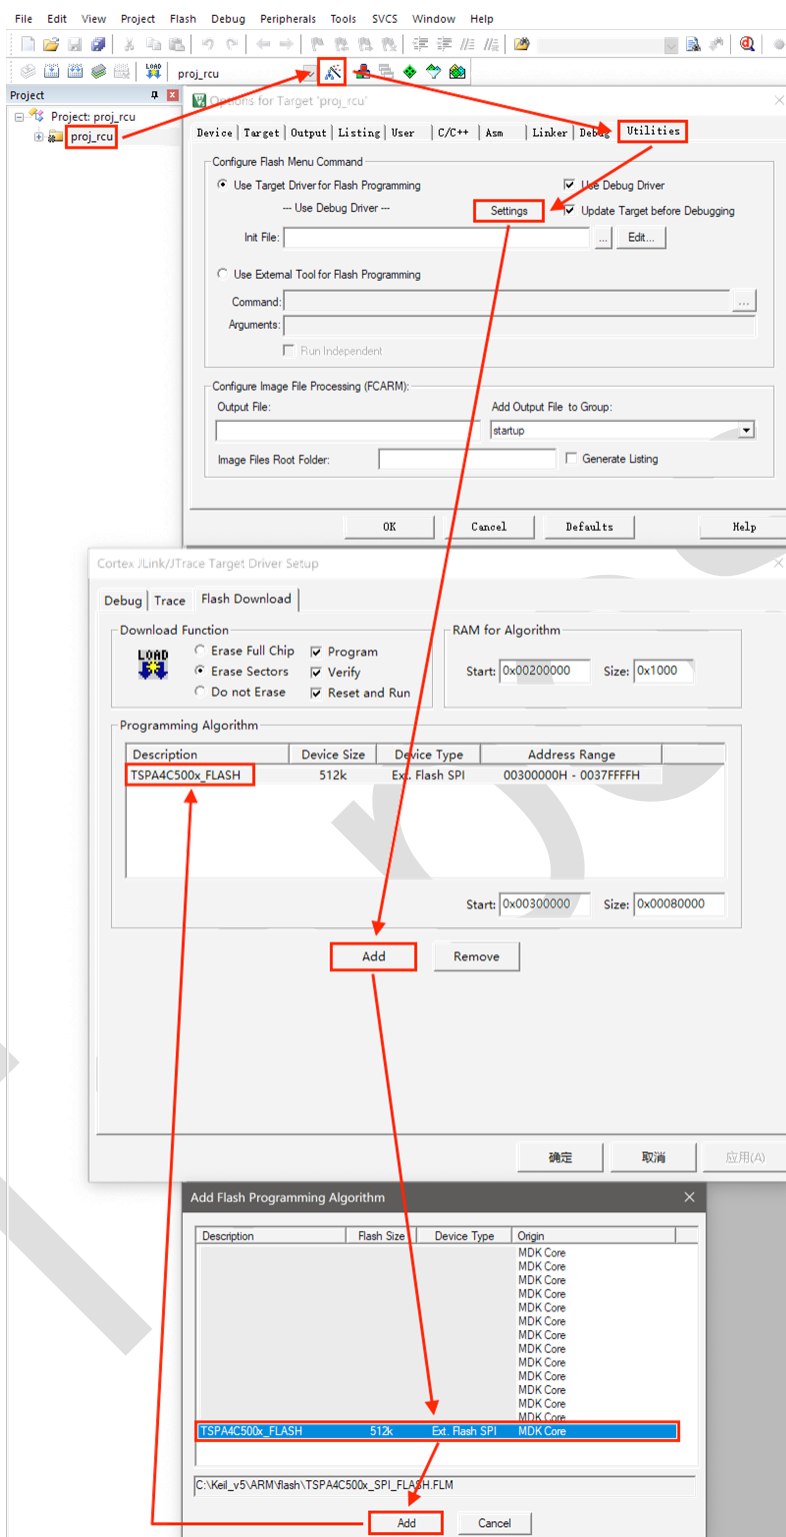 File Edit View Project Flash Debug Peripherals Tools SVCS Window Help
LOAD proj_rcu
Project
Project: proj_rcu
proj_rcu
Options for Target 'proj_rcu'
Device Target Output Listing User C/C++ Asm Linker Debug Utilities
Configure Flash Menu Command
Use Target Driver for Flash Programming Use Debug Driver
--- Use Debug Driver --- Settings Update Target before Debugging
Init File: ... Edit...
Use External Tool for Flash Programming
Command: ...
Arguments:
Run Independent
Configure Image File Processing (FCARM):
Output File: Add Output File to Group:
startup
Image Files Root Folder: Generate Listing
OK Cancel Defaults Help
Cortex JLink/JTrace Target Driver Setup
Debug Trace Flash Download
Download Function RAM for Algorithm
LOAD Erase Full Chip Program
Erase Sectors Verify Start: 0x00200000 Size: 0x1000
Do not Erase Reset and Run
Programming Algorithm
Description Device Size Device Type Address Range
TSPA4C500x_FLASH 512k Ext. Flash SPI 00300000H - 0037FFFFH
Start: 0x00300000 Size: 0x00080000
Add Remove
确定 取消 应用(A)
Add Flash Programming Algorithm
Description Flash Size Device Type Origin
MDK Core
MDK Core
MDK Core
MDK Core
MDK Core
MDK Core
MDK Core
MDK Core
MDK Core
MDK Core
MDK Core
MDK Core
MDK Core
TSPA4C500x_FLASH 512k Ext. Flash SPI MDK Core
C:\Keil_v5\ARM\flash\TSPA4C500x_SPI_FLASH.FLM
Add Cancel